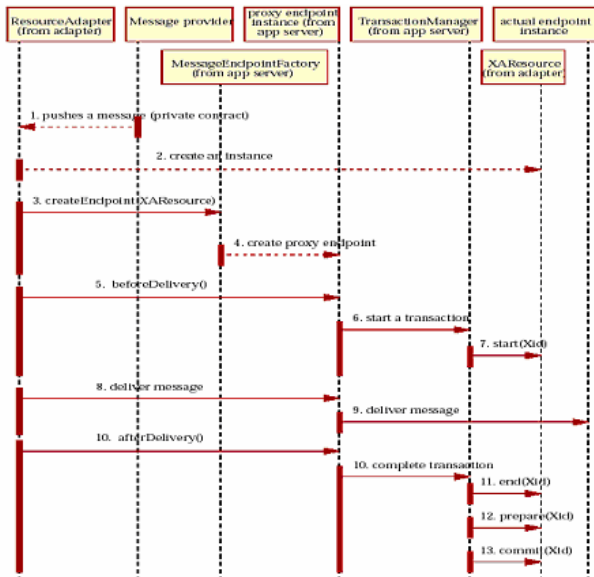 ResourceAdapter
(from adapter)
Message provider
proxy endpoint
instance (from
app server)
TransactionManager
(from app server)
actual endpoint
instance
MessageEndpointFactory
(from app server)
XAResource
(from adapter)
1. pushes a message (private contract)
2. create an instance
3. createEndpoint(XAResource)
4. create proxy endpoint
5. beforeDelivery()
6. start a transaction
7. start(Xid)
8. deliver message
9. deliver message
10. afterDelivery()
10. complete transaction
11. end(Xid)
12. prepare(Xid)
13. commit(Xid)